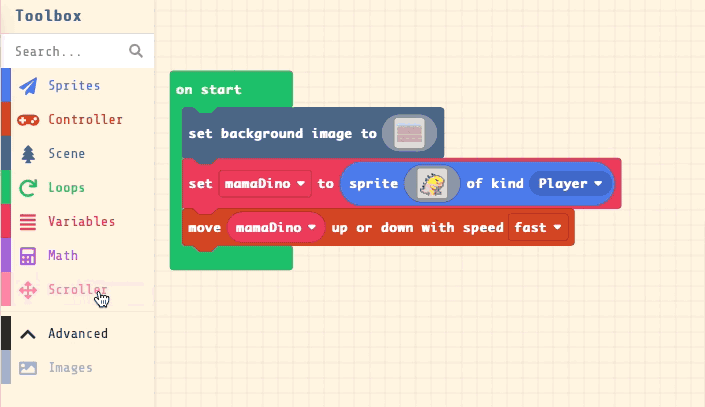 Toolbox
Search...
Sprites
Controller
Scene
Loops
Variables
Math
Scroller
Advanced
Images
on start
set background image to
set mamaDino to sprite of kind Player
move mamaDino up or down with speed fast